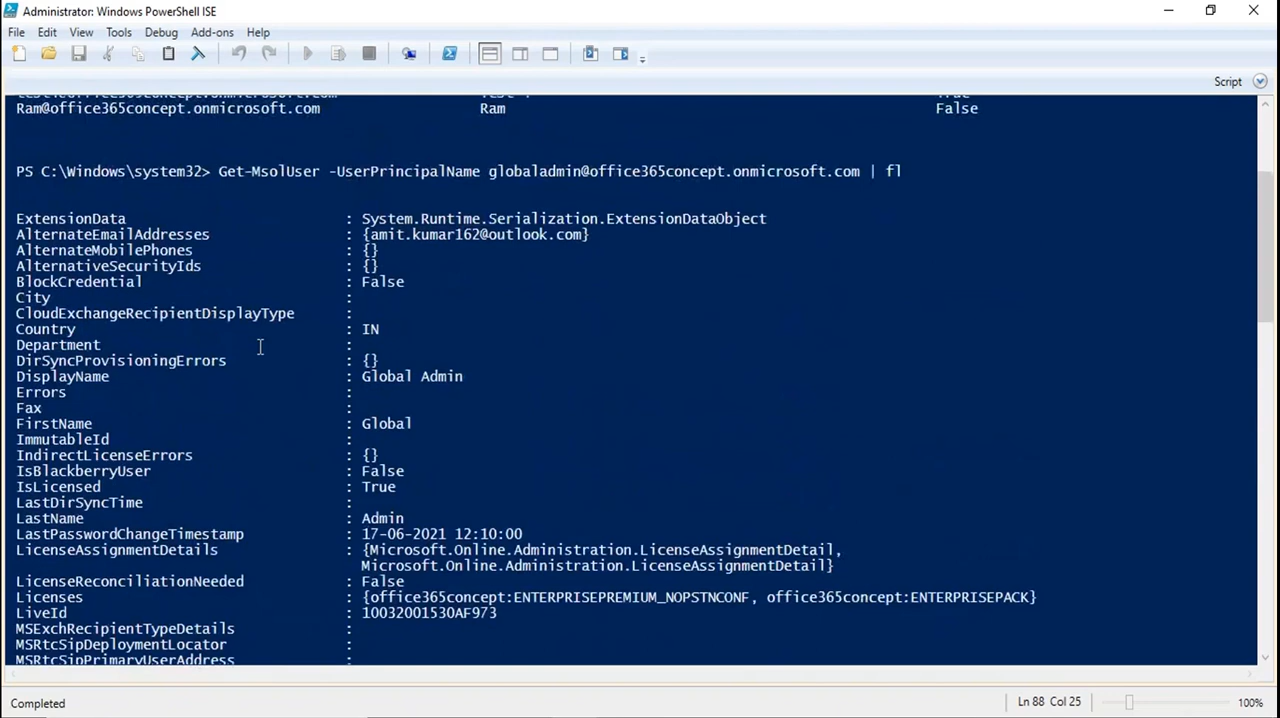 Administrator: Windows PowerShell ISE
File Edit View Tools Debug Add-ons Help
Script
Ram@office365concept.onmicrosoft.com Ram False
PS C:\Windows\system32> Get-MsolUser -UserPrincipalName globaladmin@office365concept.onmicrosoft.com | fl
ExtensionData : System.Runtime.Serialization.ExtensionDataObject
AlternateEmailAddresses : {amit.kumar162@outlook.com}
AlternateMobilePhones : {}
AlternativeSecurityIds : {}
BlockCredential : False
City :
CloudExchangeRecipientDisplayType :
Country : IN
Department :
DirSyncProvisioningErrors : {}
DisplayName : Global Admin
Errors :
Fax :
FirstName : Global
ImmutableId :
IndirectLicenseErrors : {}
IsBlackberryUser : False
IsLicensed : True
LastDirSyncTime :
LastName : Admin
LastPasswordChangeTimestamp : 17-06-2021 12:10:00
LicenseAssignmentDetails : {Microsoft.Online.Administration.LicenseAssignmentDetail,
Microsoft.Online.Administration.LicenseAssignmentDetail}
LicenseReconciliationNeeded : False
Licenses : {office365concept:ENTERPRISEPREMIUM_NOPSTNCONF, office365concept:ENTERPRISEPACK}
LiveId : 10032001530AF973
MSExchRecipientTypeDetails :
MSRtcSipDeploymentLocator :
MSRtcSipPrimaryUserAddress :
Completed Ln 88 Col 25 100%